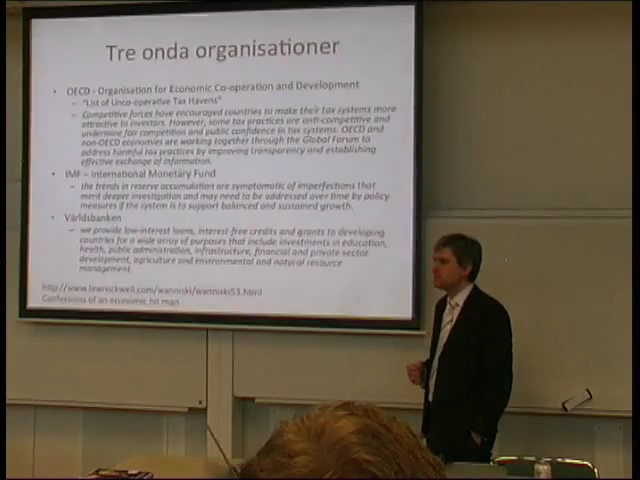 Tre onda organisationer
• OECD - Organisation for Economic Co-operation and Development
– "List of Unco-operative Tax Havens"
– Competitive forces have encouraged countries to make their tax systems more
attractive to investors. However, some tax practices are anti-competitive and
undermine fair competition and public confidence in tax systems. OECD and
non-OECD economies are working together through the Global Forum to
address harmful tax practices by improving transparency and establishing
effective exchange of information.
• IMF – International Monetary Fund
– the trends in reserve accumulation are symptomatic of imperfections that
merit deeper investigation and may need to be addressed over time by policy
measures if the system is to support balanced and sustained growth.
• Världsbanken
– we provide low-interest loans, interest-free credits and grants to developing
countries for a wide array of purposes that include investments in education,
health, public administration, infrastructure, financial and private sector
development, agriculture and environmental and natural resource
management
http://www.lewrockwell.com/wanniski/wanniski53.html
Confessions of an economic hit man